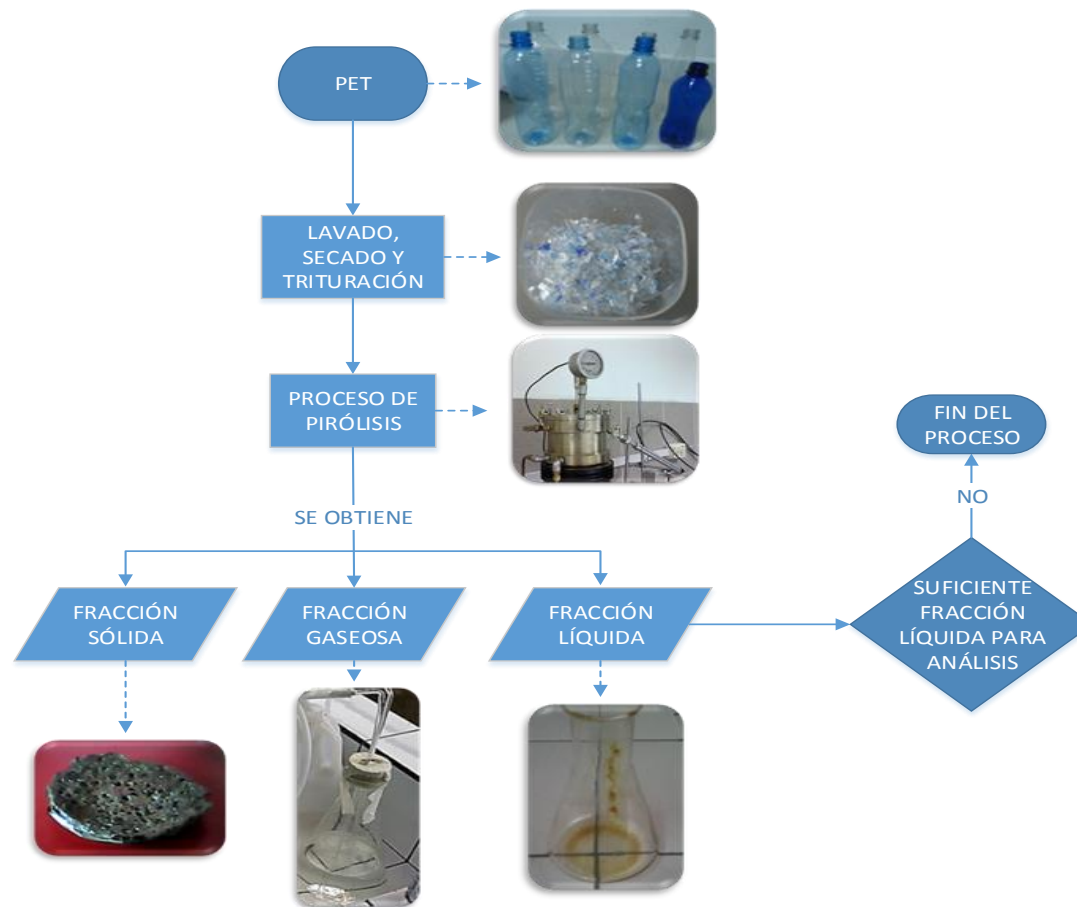 PET
LAVADO,
SECADO Y
TRITURACIÓN
PROCESO DE
PIRÓLISIS
SE OBTIENE
FRACCIÓN
SÓLIDA
FRACCIÓN
GASEOSA
FRACCIÓN
LÍQUIDA
SUFICIENTE
FRACCIÓN
LÍQUIDA PARA
ANÁLISIS
NO
FIN DEL
PROCESO